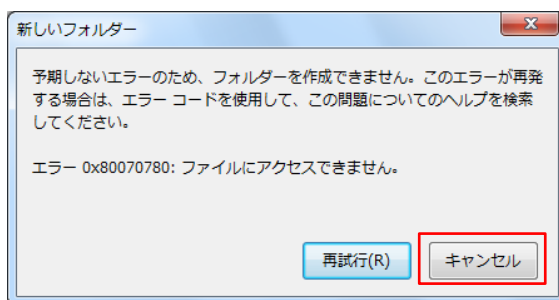 新しいフォルダー
予期しないエラーのため、フォルダーを作成できません。このエラーが再発
する場合は、エラー コードを使用して、この問題についてのヘルプを検索
してください。
エラー 0x80070780: ファイルにアクセスできません。
再試行(R) キャンセル